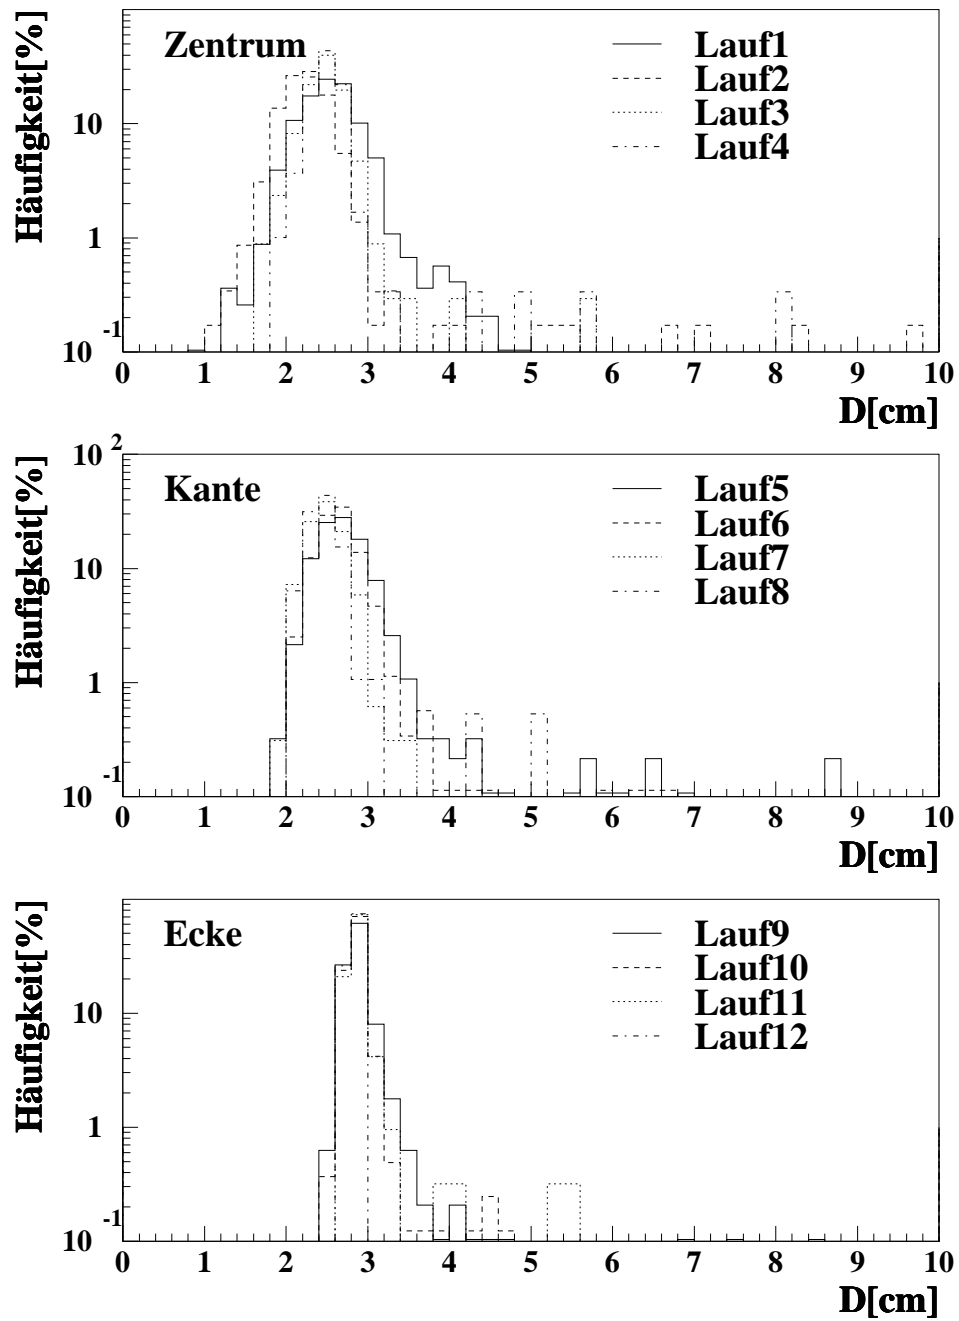 Häufigkeit[%]
Zentrum
Lauf1
Lauf2
Lauf3
Lauf4
10
1
10 -1
0 1 2 3 4 5 6 7 8 9 10
D[cm]
Häufigkeit[%]
10 2
Kante
Lauf5
Lauf6
Lauf7
Lauf8
10
1
10 -1
0 1 2 3 4 5 6 7 8 9 10
D[cm]
Häufigkeit[%]
Ecke
Lauf9
Lauf10
Lauf11
Lauf12
10
1
10 -1
0 1 2 3 4 5 6 7 8 9 10
D[cm]